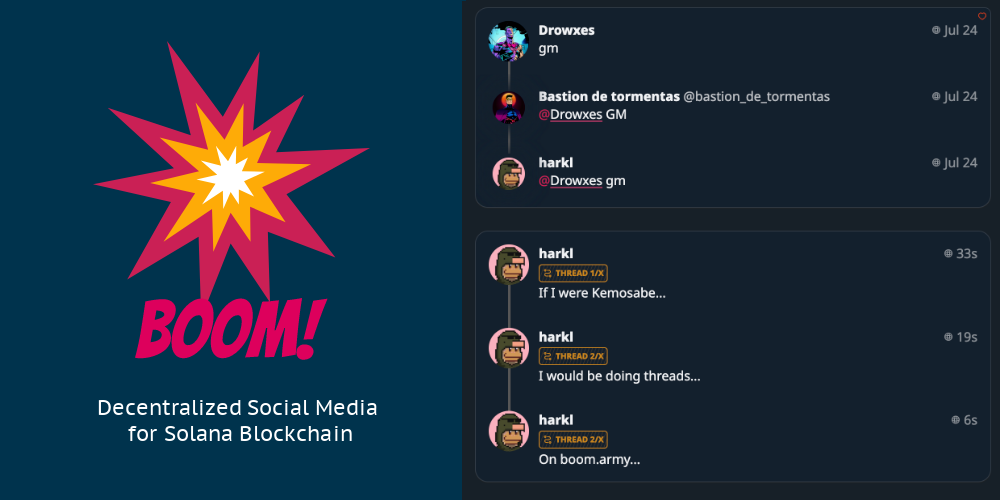 BOOM!
Decentralized Social Media
for Solana Blockchain
Drowxes
Jul 24
gm
Bastion de tormentas @bastion_de_tormentas
Jul 24
@Drowxes GM
harkl
Jul 24
@Drowxes gm
harkl
33s
THREAD 1/X
If I were Kemosabe...
harkl
19s
THREAD 2/X
I would be doing threads...
harkl
6s
THREAD 2/X
On boom.army...